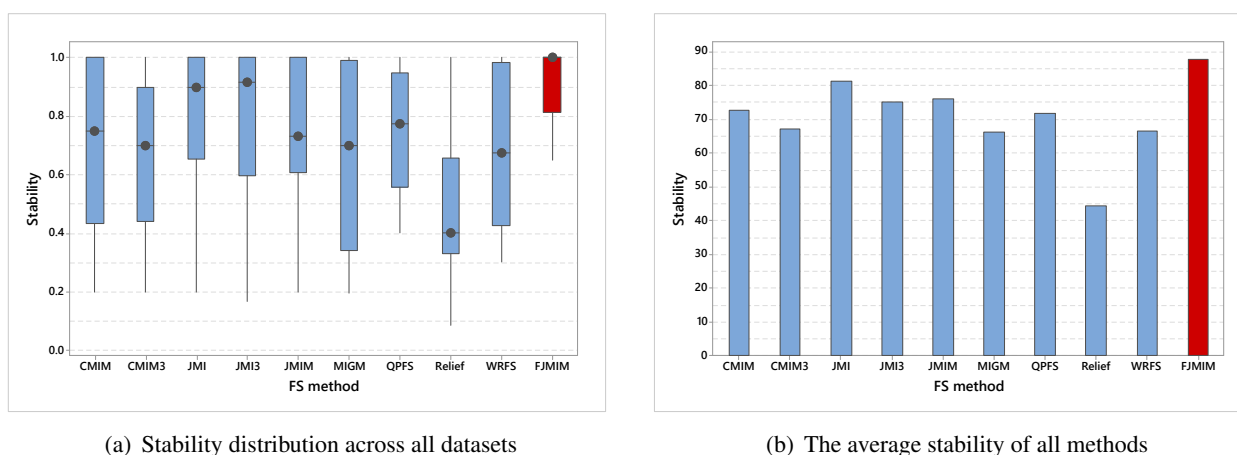 1.0
0.8
0.6
0.4
0.2
0.0
Stability
CMIM CMIM3 JMI JMI3 JMIM MIGM QPFS Relief WRFS FJMIM
FS method
(a) Stability distribution across all datasets
90
80
70
60
50
40
30
20
10
0
Stability
CMIM CMIM3 JMI JMI3 JMIM MIGM QPFS Relief WRFS FJMIM
FS method
(b) The average stability of all methods